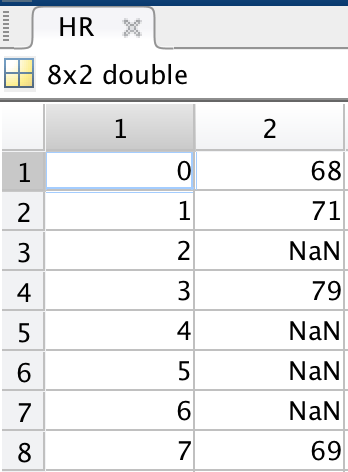 HR
8x2 double
1 2
1 0 68
2 1 71
3 2 NaN
4 3 79
5 4 NaN
6 5 NaN
7 6 NaN
8 7 69